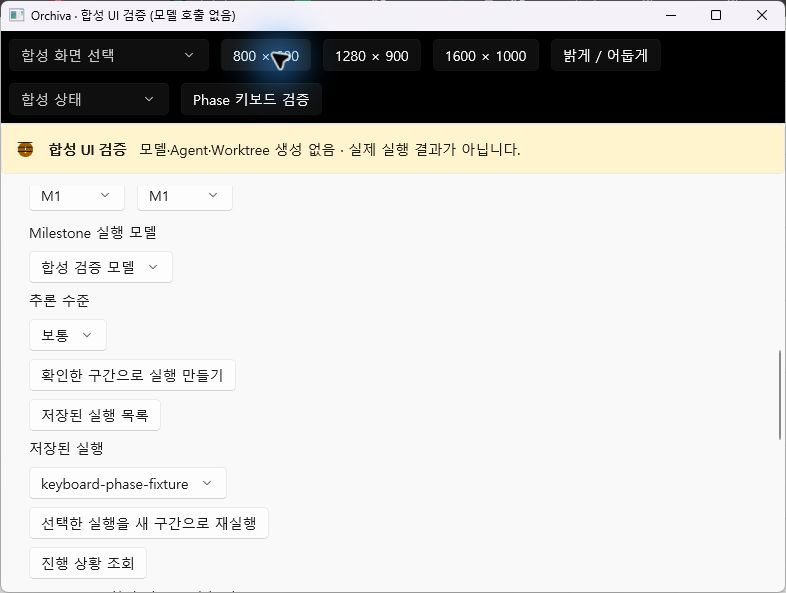 Orchiva · 합성 UI 검증 (모델 호출 없음)
합성 화면 선택 800 × 1280 × 900 1600 × 1000 밝게 / 어둡게
합성 상태 Phase 키보드 검증
합성 UI 검증 모델·Agent·Worktree 생성 없음 · 실제 실행 결과가 아닙니다.
M1 M1
Milestone 실행 모델
합성 검증 모델
추론 수준
보통
확인한 구간으로 실행 만들기
저장된 실행 목록
저장된 실행
keyboard-phase-fixture
선택한 실행을 새 구간으로 재실행
진행 상황 조회